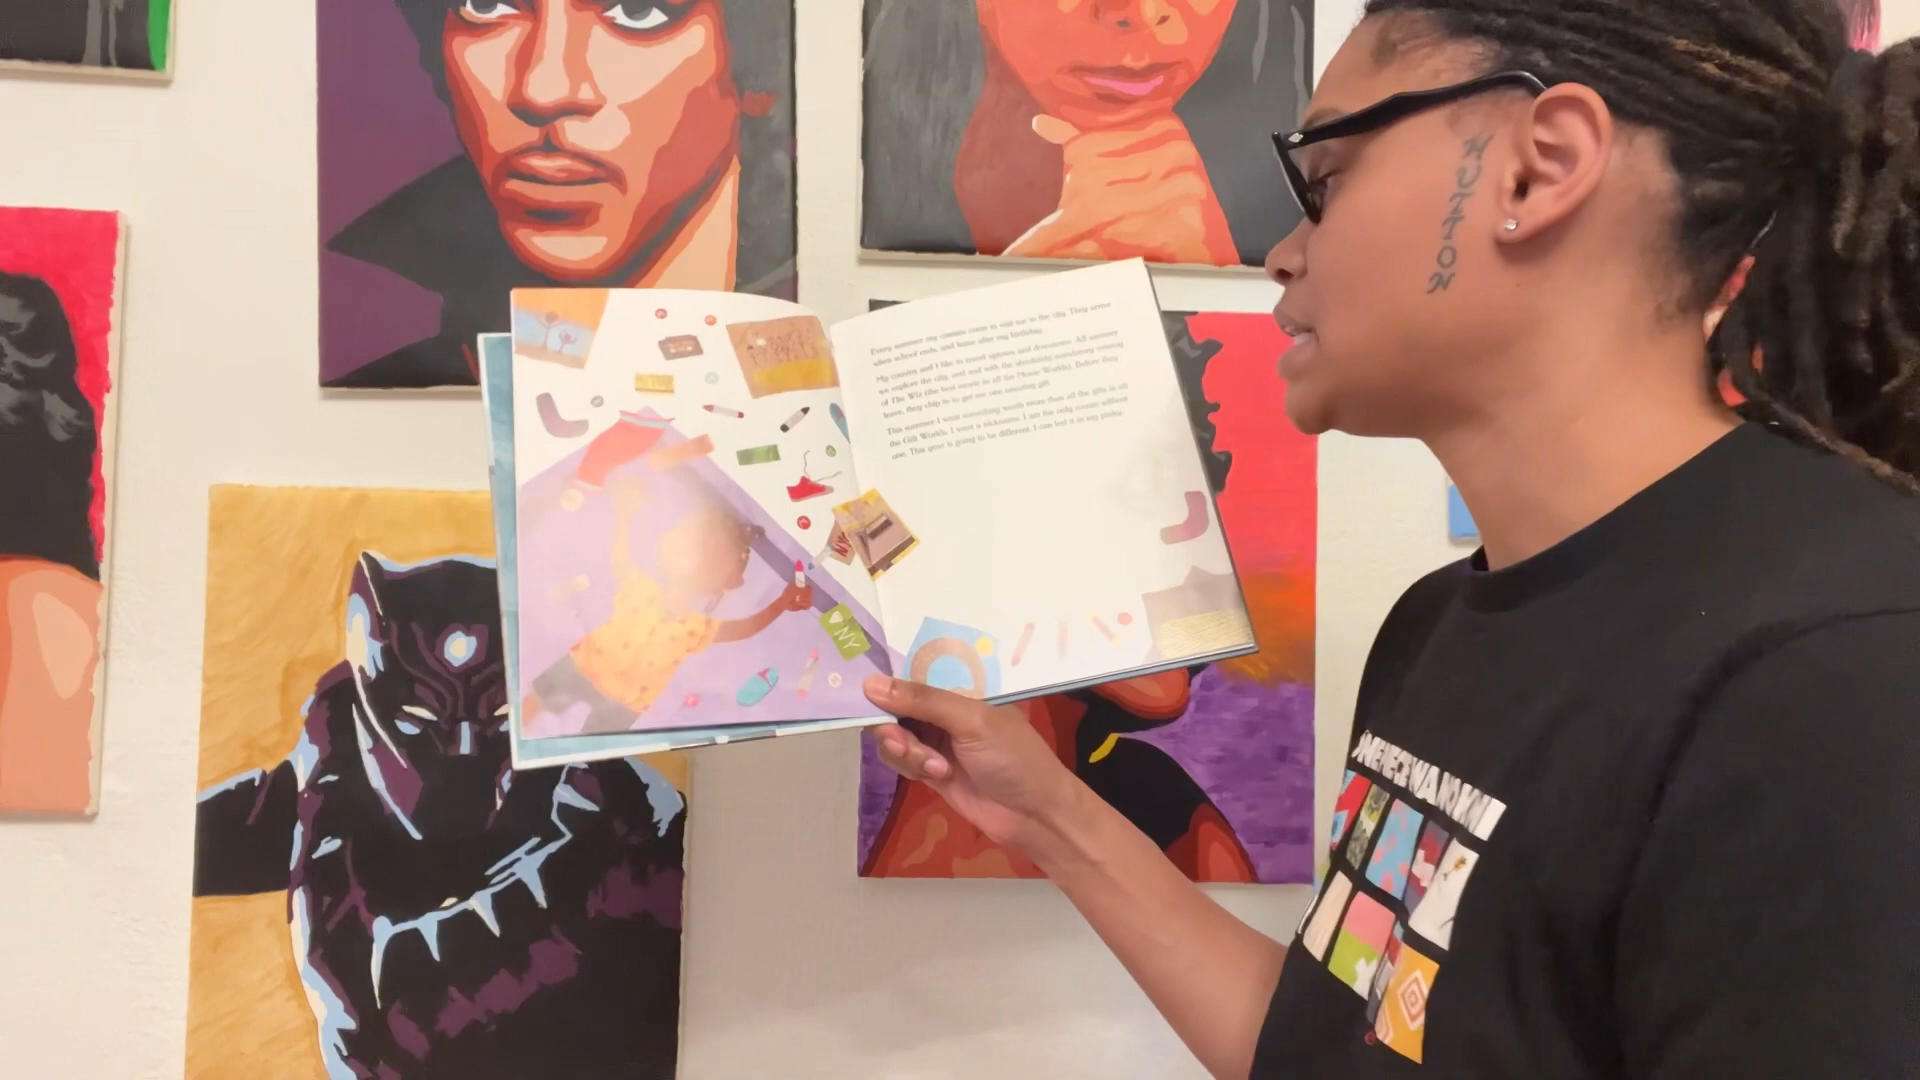 Every summer my cousins come to visit me in the city. They arrive
when school ends, and leave after my birthday.
My cousins and I like to travel uptown and downtown. All summer
we explore the city, and end with the absolutely mandatory viewing
of The Wiz (the best movie in all the Movie Worlds). Before they
leave, they chip in to get me one amazing gift.
This summer I want something worth more than all the gifts in all
the Gift Worlds. I want a nickname. I am the only cousin without
one. This year is going to be different. I can feel it in my pinky.
NY
NY
HUTTON